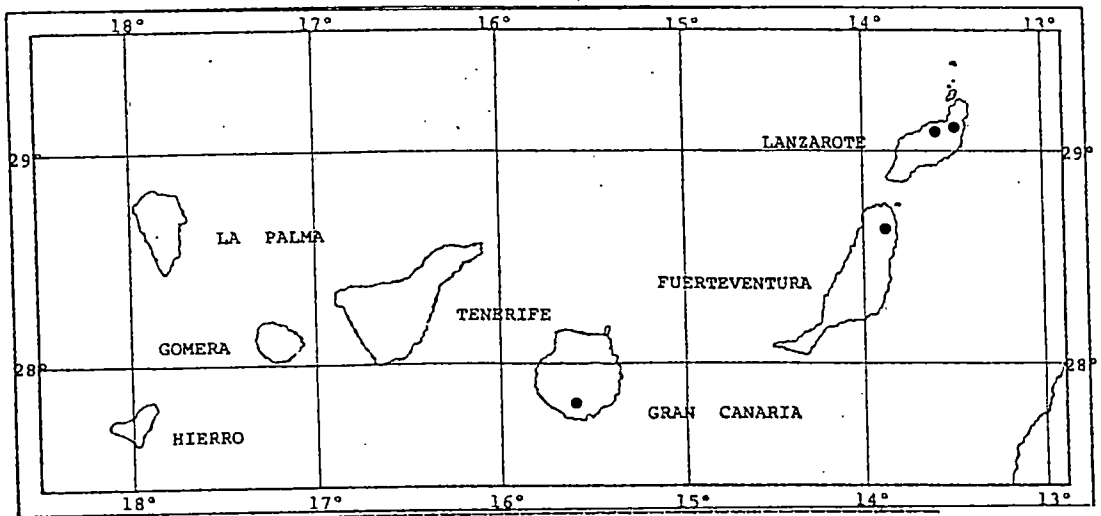 18° 17° 16° 15° 14° 13°
LANZAROTE
29° 29°
LA PALMA
FUERTEVENTURA
TENERIFE
GOMERA
28° 28°
GRAN CANARIA
HIERRO
18° 17° 16° 15° 14° 13°